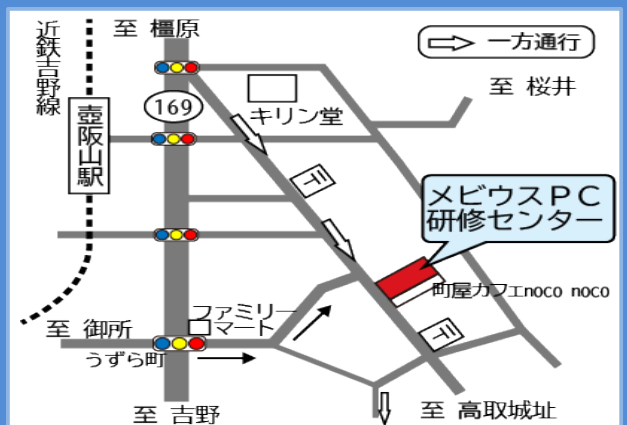 至 橿原
近鉄吉野線
一方通行
至 桜井
169
キリン堂
壺阪山駅
〒
メビウスPC
研修センター
町屋カフェnoco noco
ファミリー
マート
至 御所
うずら町
〒
至 吉野
至 高取城址